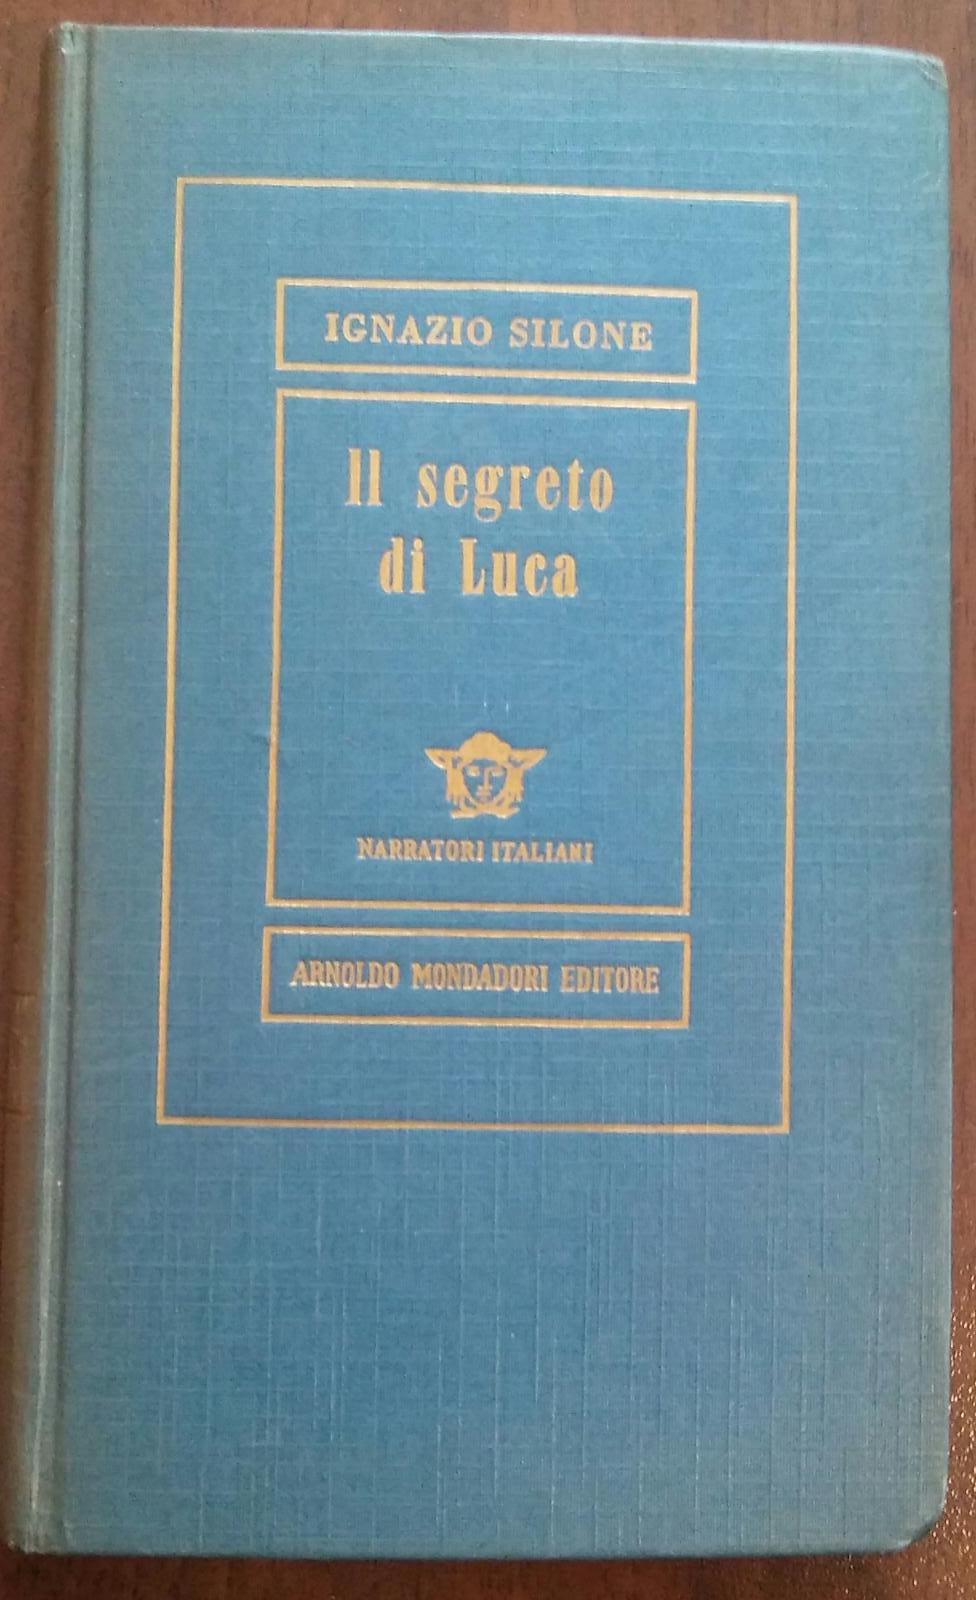 IGNAZIO SILONE
Il segreto
di Luca
NARRATORI ITALIANI
ARNOLDO MONDADORI EDITORE